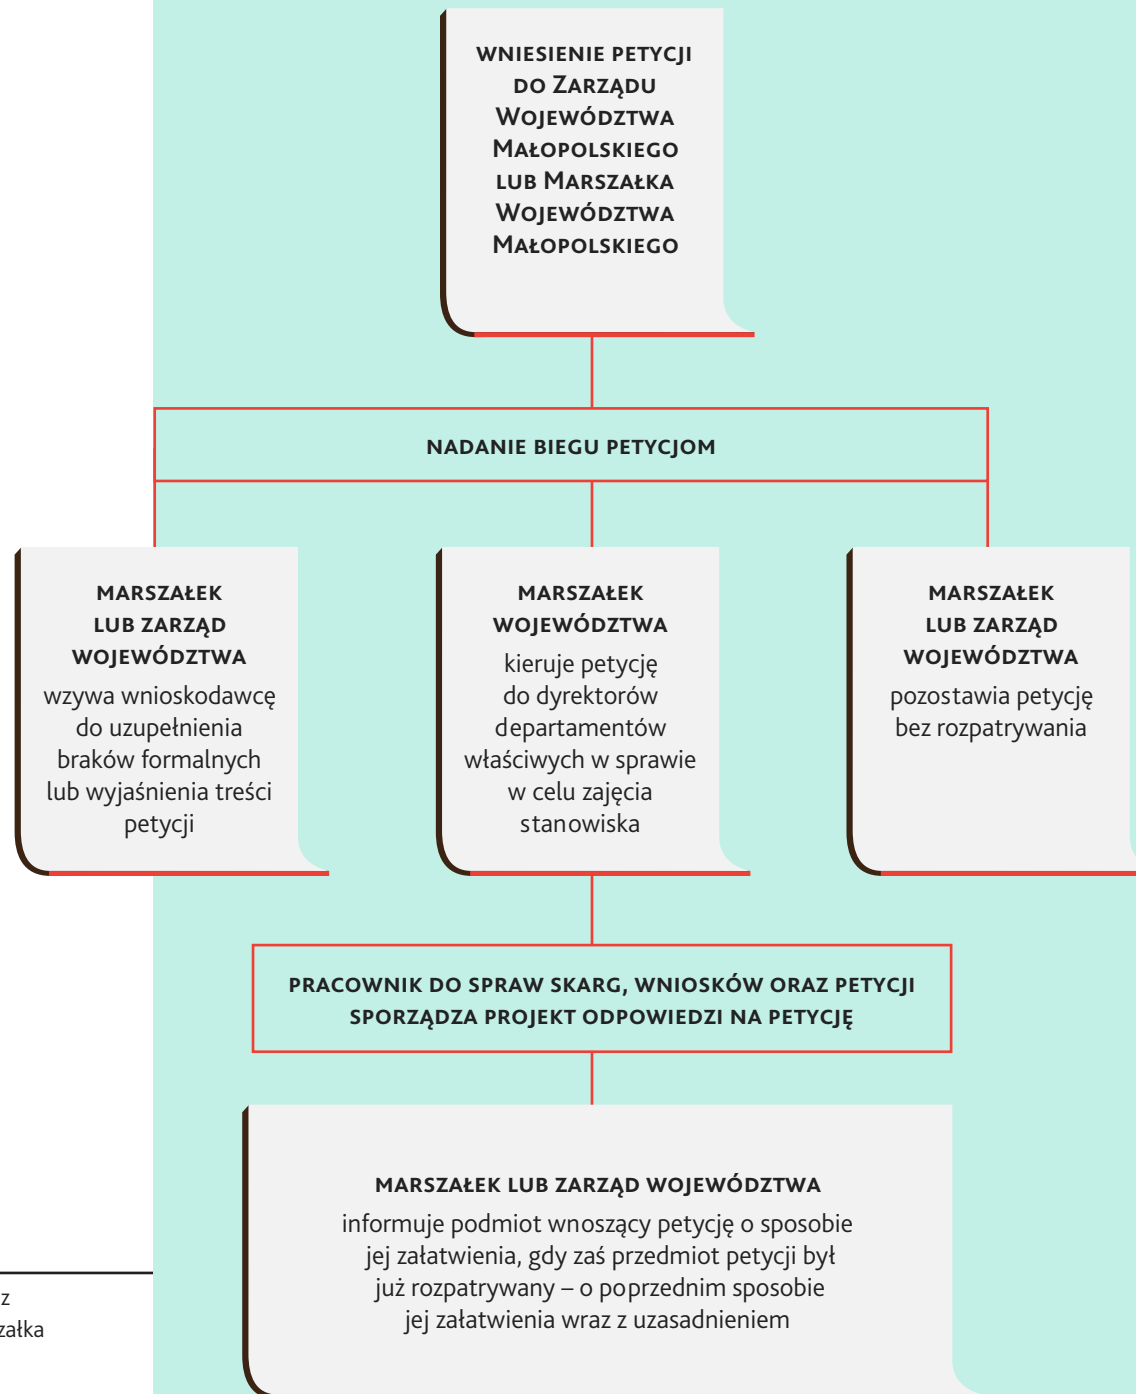 WNIESIENIE PETYCJI
DO ZARZĄDU
WOJEWÓDZTWA
MAŁOPOLSKIEGO
LUB MARSZAŁKA
WOJEWÓDZTWA
MAŁOPOLSKIEGO
NADANIE BIEGU PETYCJOM
MARSZAŁEK
LUB ZARZĄD
WOJEWÓDZTWA
wzywa wnioskodawcę
do uzupełnienia
braków formalnych
lub wyjaśnienia treści
petycji
MARSZAŁEK
WOJEWÓDZTWA
kieruje petycję
do dyrektorów
departamentów
właściwych w sprawie
w celu zajęcia
stanowiska
MARSZAŁEK
LUB ZARZĄD
WOJEWÓDZTWA
pozostawia petycję
bez rozpatrywania
PRACOWNIK DO SPRAW SKARG, WNIOSKÓW ORAZ PETYCJI
SPORZĄDZA PROJEKT ODPOWIEDZI NA PETYCJĘ
MARSZAŁEK LUB ZARZĄD WOJEWÓDZTWA
informuje podmiot wnoszący petycję o sposobie
jej załatwienia, gdy zaś przedmiot petycji był
już rozpatrywany – o poprzednim sposobie
jej załatwienia wraz z uzasadnieniem